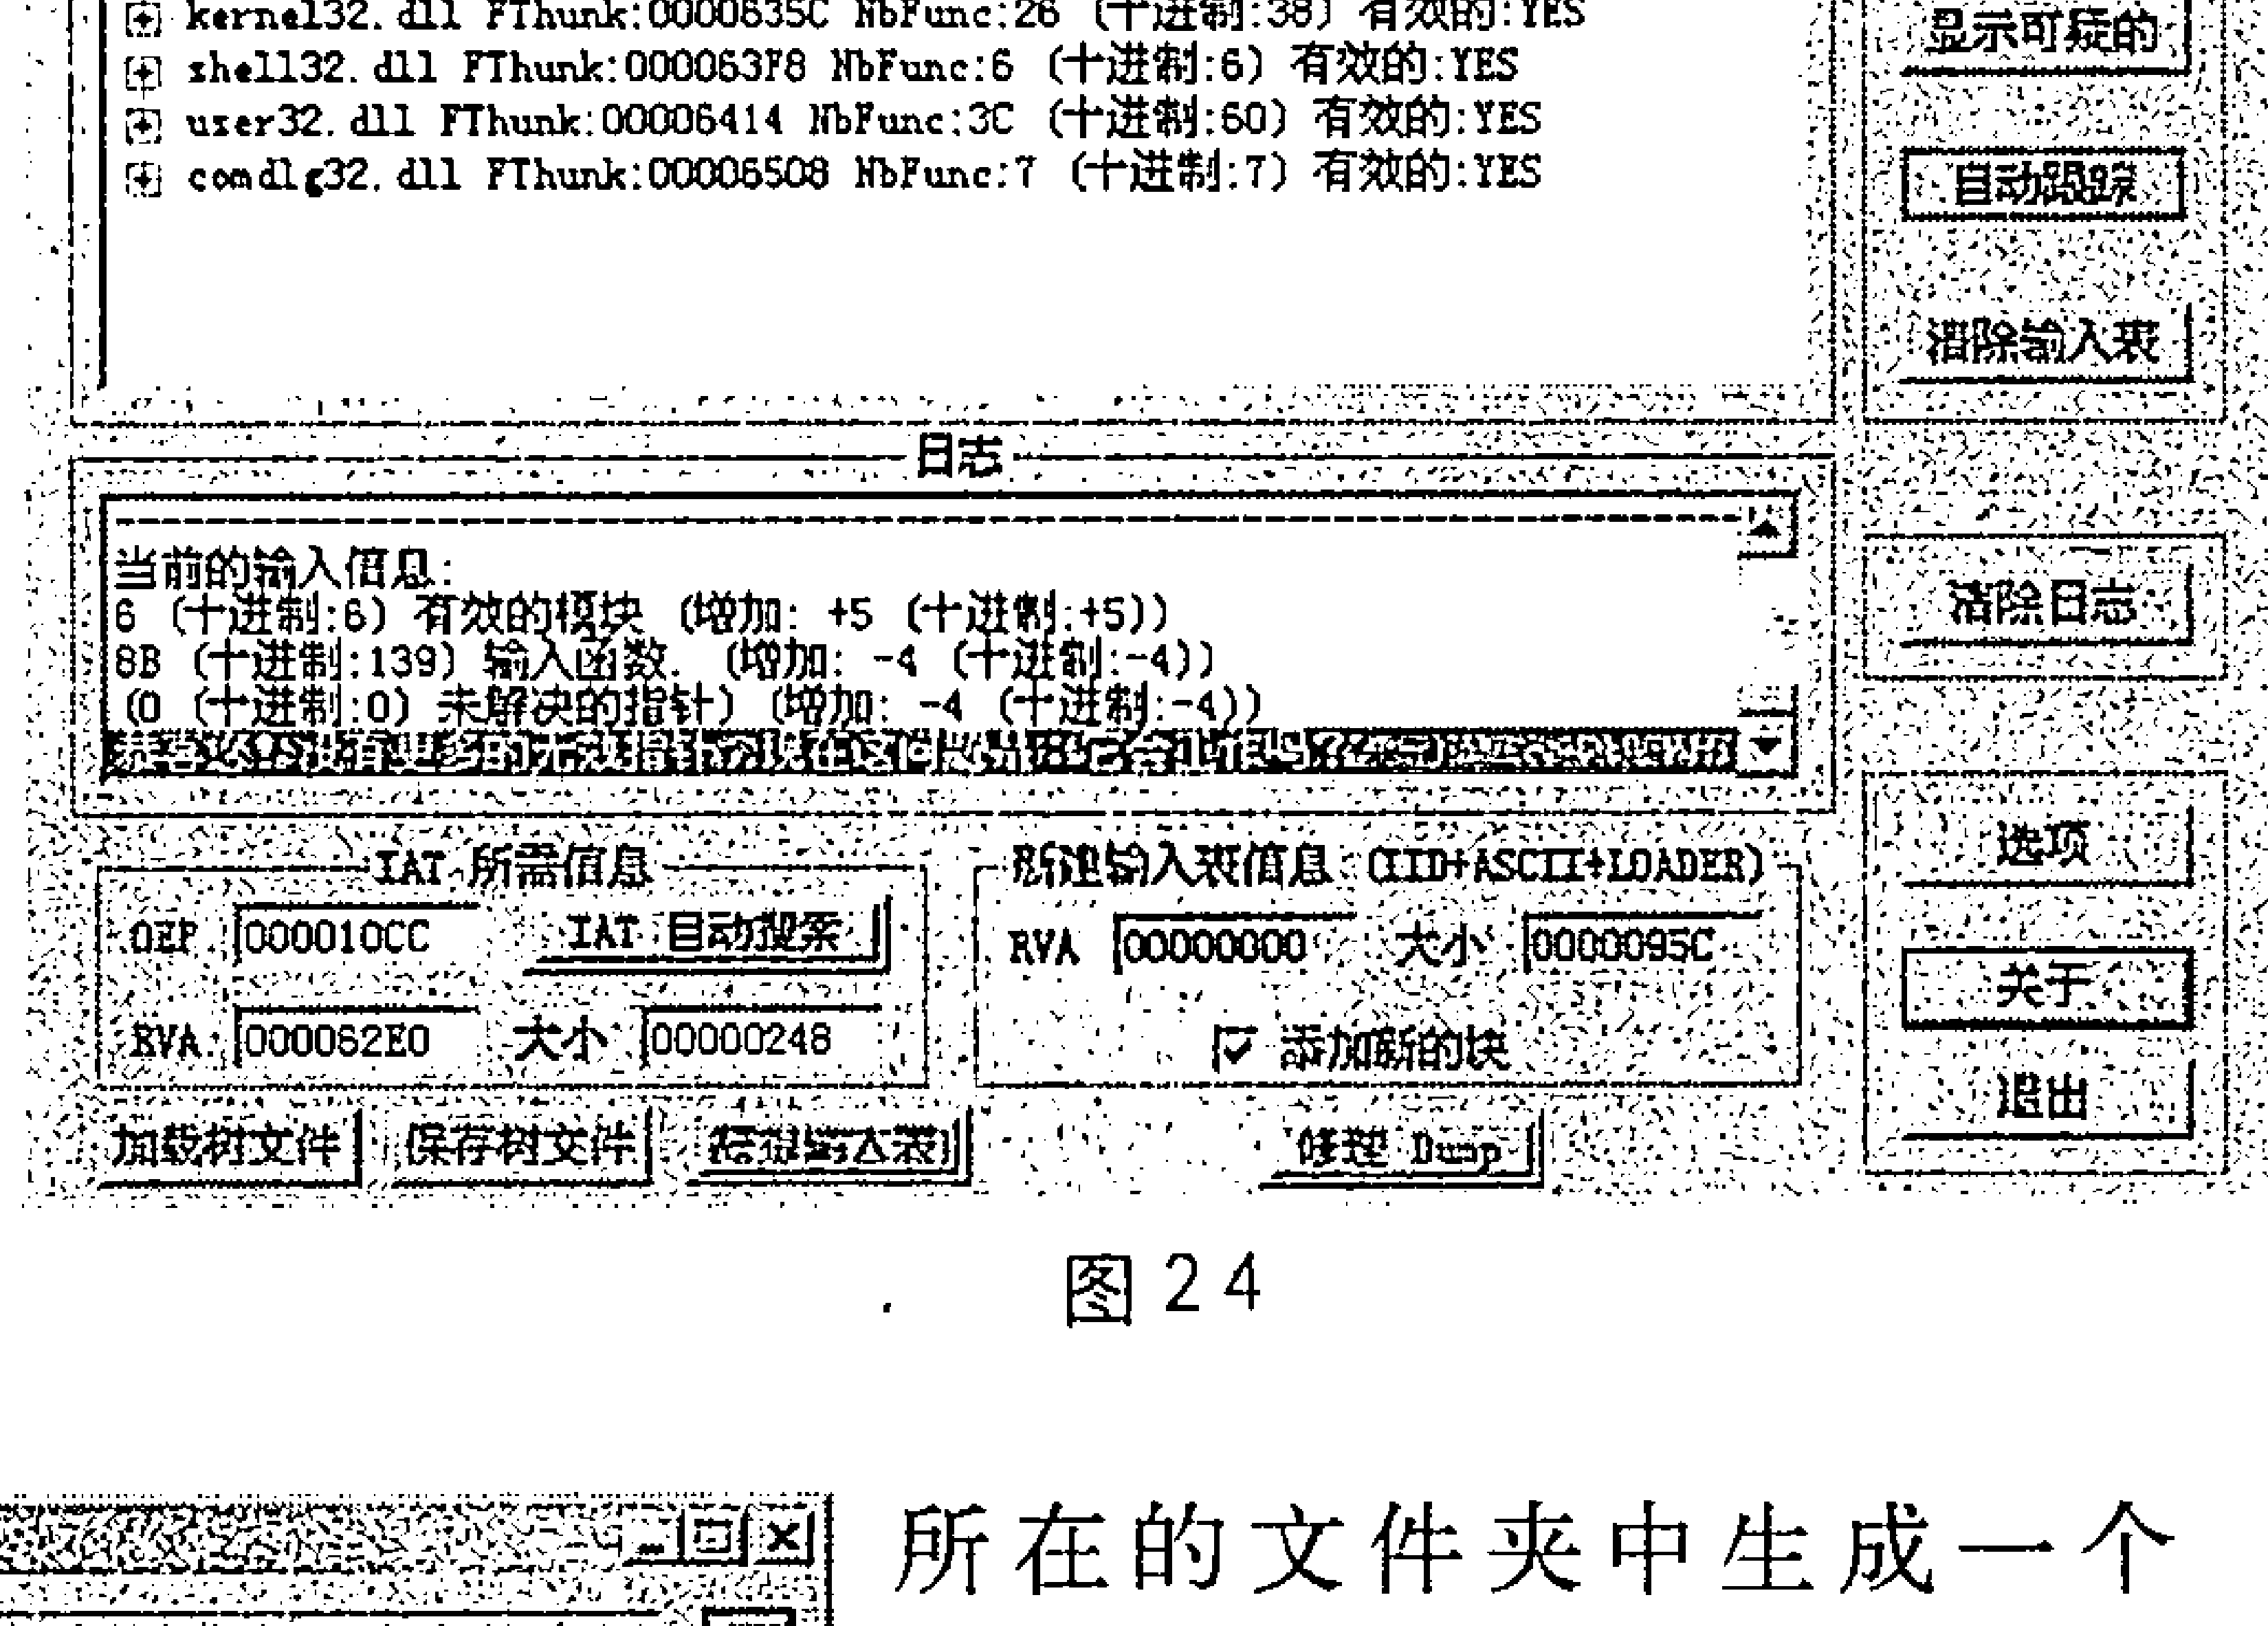 kernel32.dll FThunk:0000635C NbFunc:26 (十进制:38) 有效的:YES
shell32.dll FThunk:000063F8 NbFunc:6 (十进制:6) 有效的:YES
user32.dll FThunk:00006414 NbFunc:3C (十进制:60) 有效的:YES
comdlg32.dll FThunk:00006508 NbFunc:7 (十进制:7) 有效的:YES
显示可疑的
自动跟踪
清除输入表
日志
当前的输入信息:
6 (十进制:6) 有效的模块 (增加: +5 (十进制:+5))
8B (十进制:139) 输入函数. (增加: -4 (十进制:-4))
(0 (十进制:0) 未解决的指针) (增加: -4 (十进制:-4))
清除日志
IAT 所需信息
OEP 000010CC IAT 自动搜索
RVA 000062E0 大小 00000248
新建输入表信息 (IID+ASCII+LOADER)
RVA 00000000 大小 0000095C
添加新的块
选项
关于
退出
加载树文件 保存树文件 修理 Dump
图24
所在的文件夹中生成一个